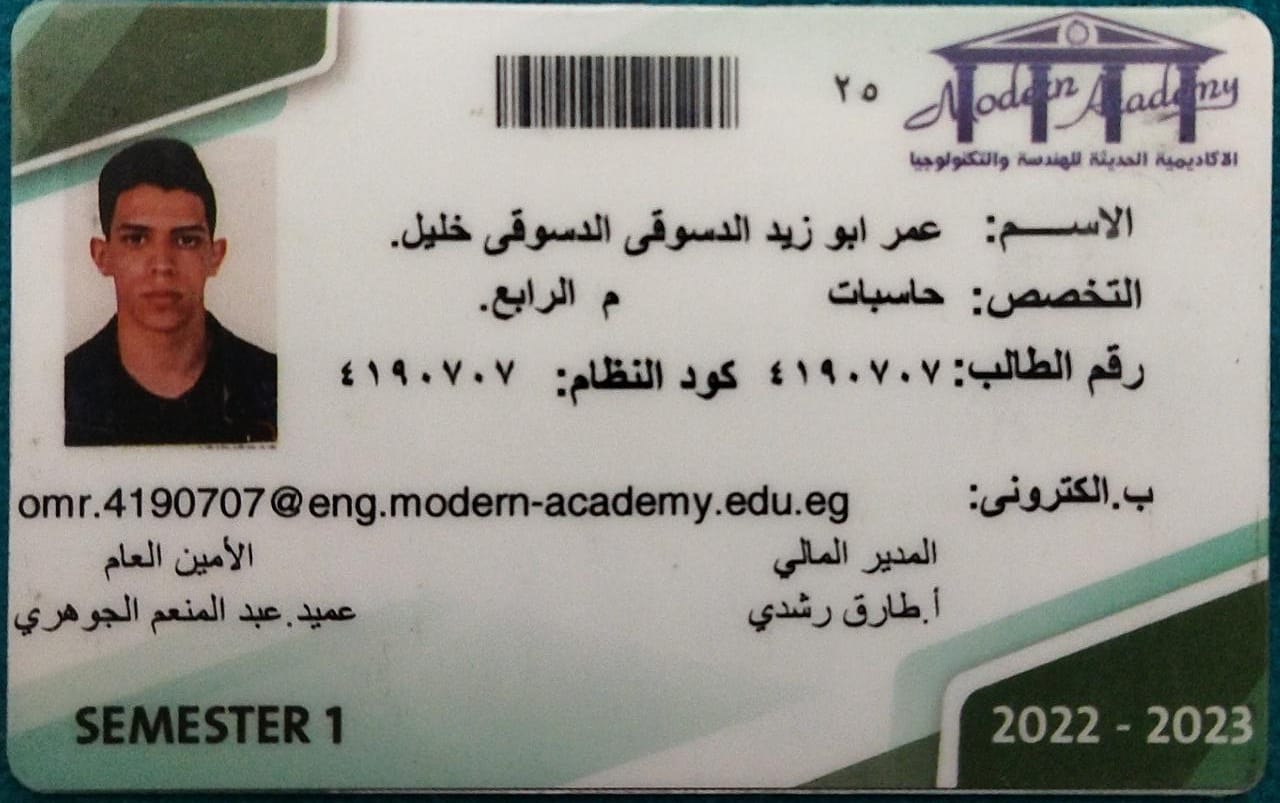 ٢٥
Modern Academy
الاكاديمية الحديثة للهندسة والتكنولوجيا
الاســـم: عمر ابو زيد الدسوقى الدسوقى خليل.
التخصص: حاسبات م الرابع.
رقم الطالب: ٤١٩٠٧٠٧ كود النظام: ٤١٩٠٧٠٧
ب.الكترونى: omr.4190707@eng.modern-academy.edu.eg
المدير المالي الأمين العام
أ.طارق رشدي عميد.عبد المنعم الجوهري
SEMESTER 1 2022 - 2023